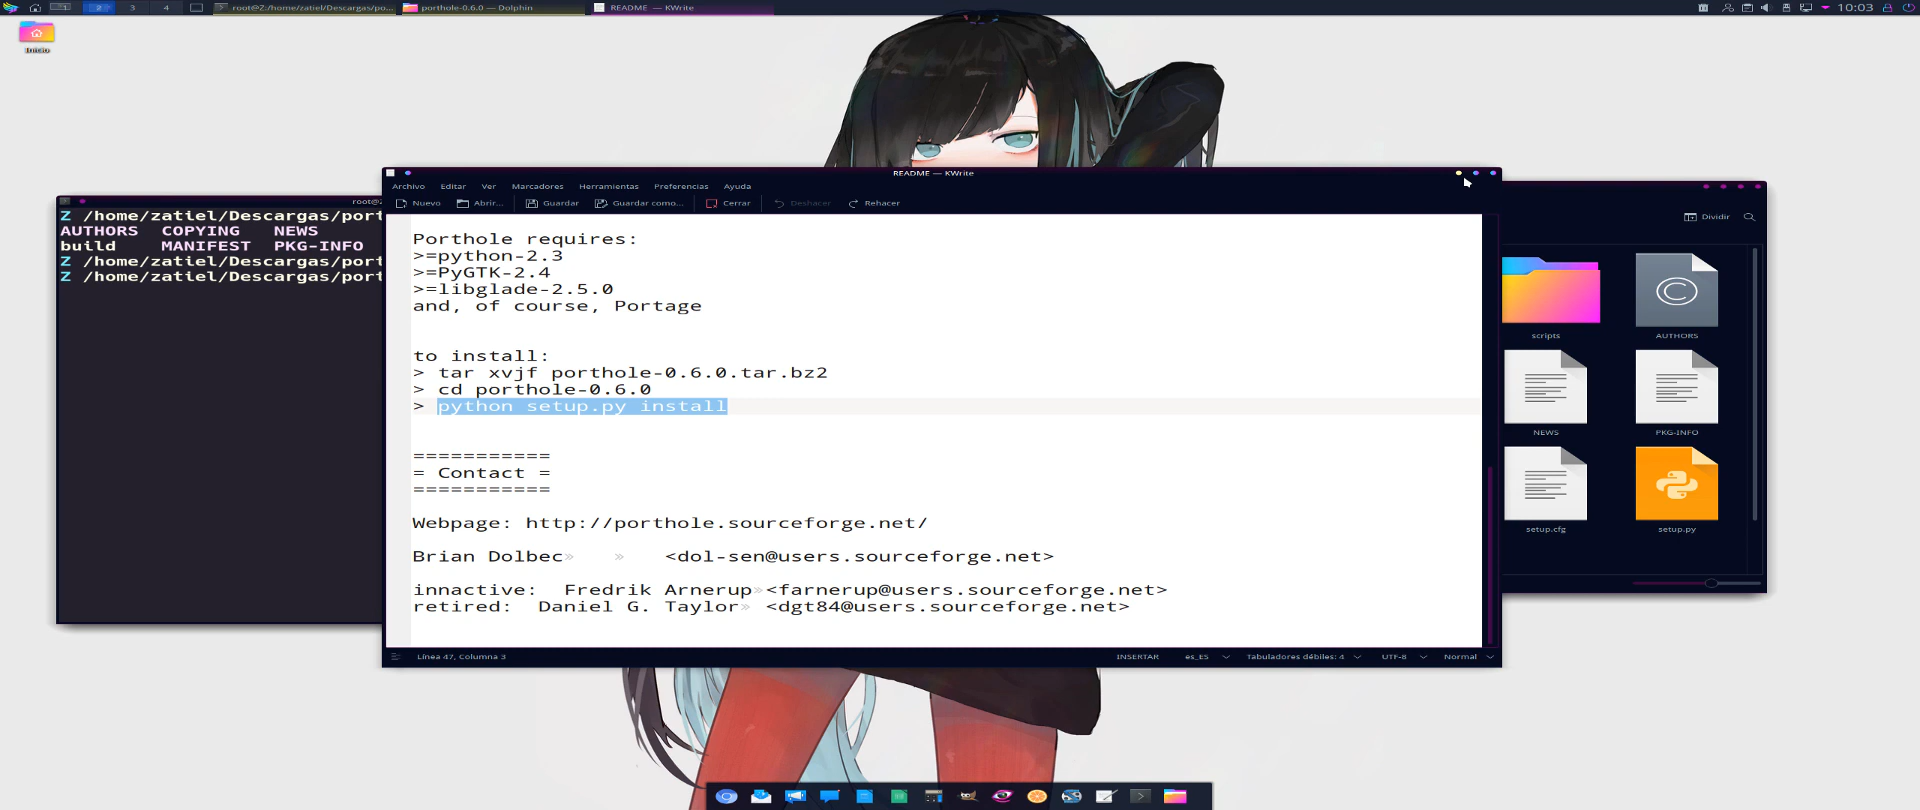 1 2 3 4 root@Z:/home/zatiel/Descargas/po... porthole-0.6.0 — Dolphin README — KWrite 10:03
Inicio
root@Z
Z /home/zatiel/Descargas/port
AUTHORS COPYING NEWS
build MANIFEST PKG-INFO
Z /home/zatiel/Descargas/port
Z /home/zatiel/Descargas/port
README — KWrite
Archivo Editar Ver Marcadores Herramientas Preferencias Ayuda
Nuevo Abrir... Guardar Guardar como... Cerrar Deshacer Rehacer
Porthole requires:
>=python-2.3
>=PyGTK-2.4
>=libglade-2.5.0
and, of course, Portage
to install:
> tar xvjf porthole-0.6.0.tar.bz2
> cd porthole-0.6.0
> python setup.py install
===========
= Contact =
===========
Webpage: http://porthole.sourceforge.net/
Brian Dolbec» » <dol-sen@users.sourceforge.net>
innactive: Fredrik Arnerup» <farnerup@users.sourceforge.net>
retired: Daniel G. Taylor» <dgt84@users.sourceforge.net>
Línea 47, Columna 3 INSERTAR es_ES Tabuladores débiles: 4 UTF-8 Normal
Dividir
scripts AUTHORS
NEWS PKG-INFO
setup.cfg setup.py